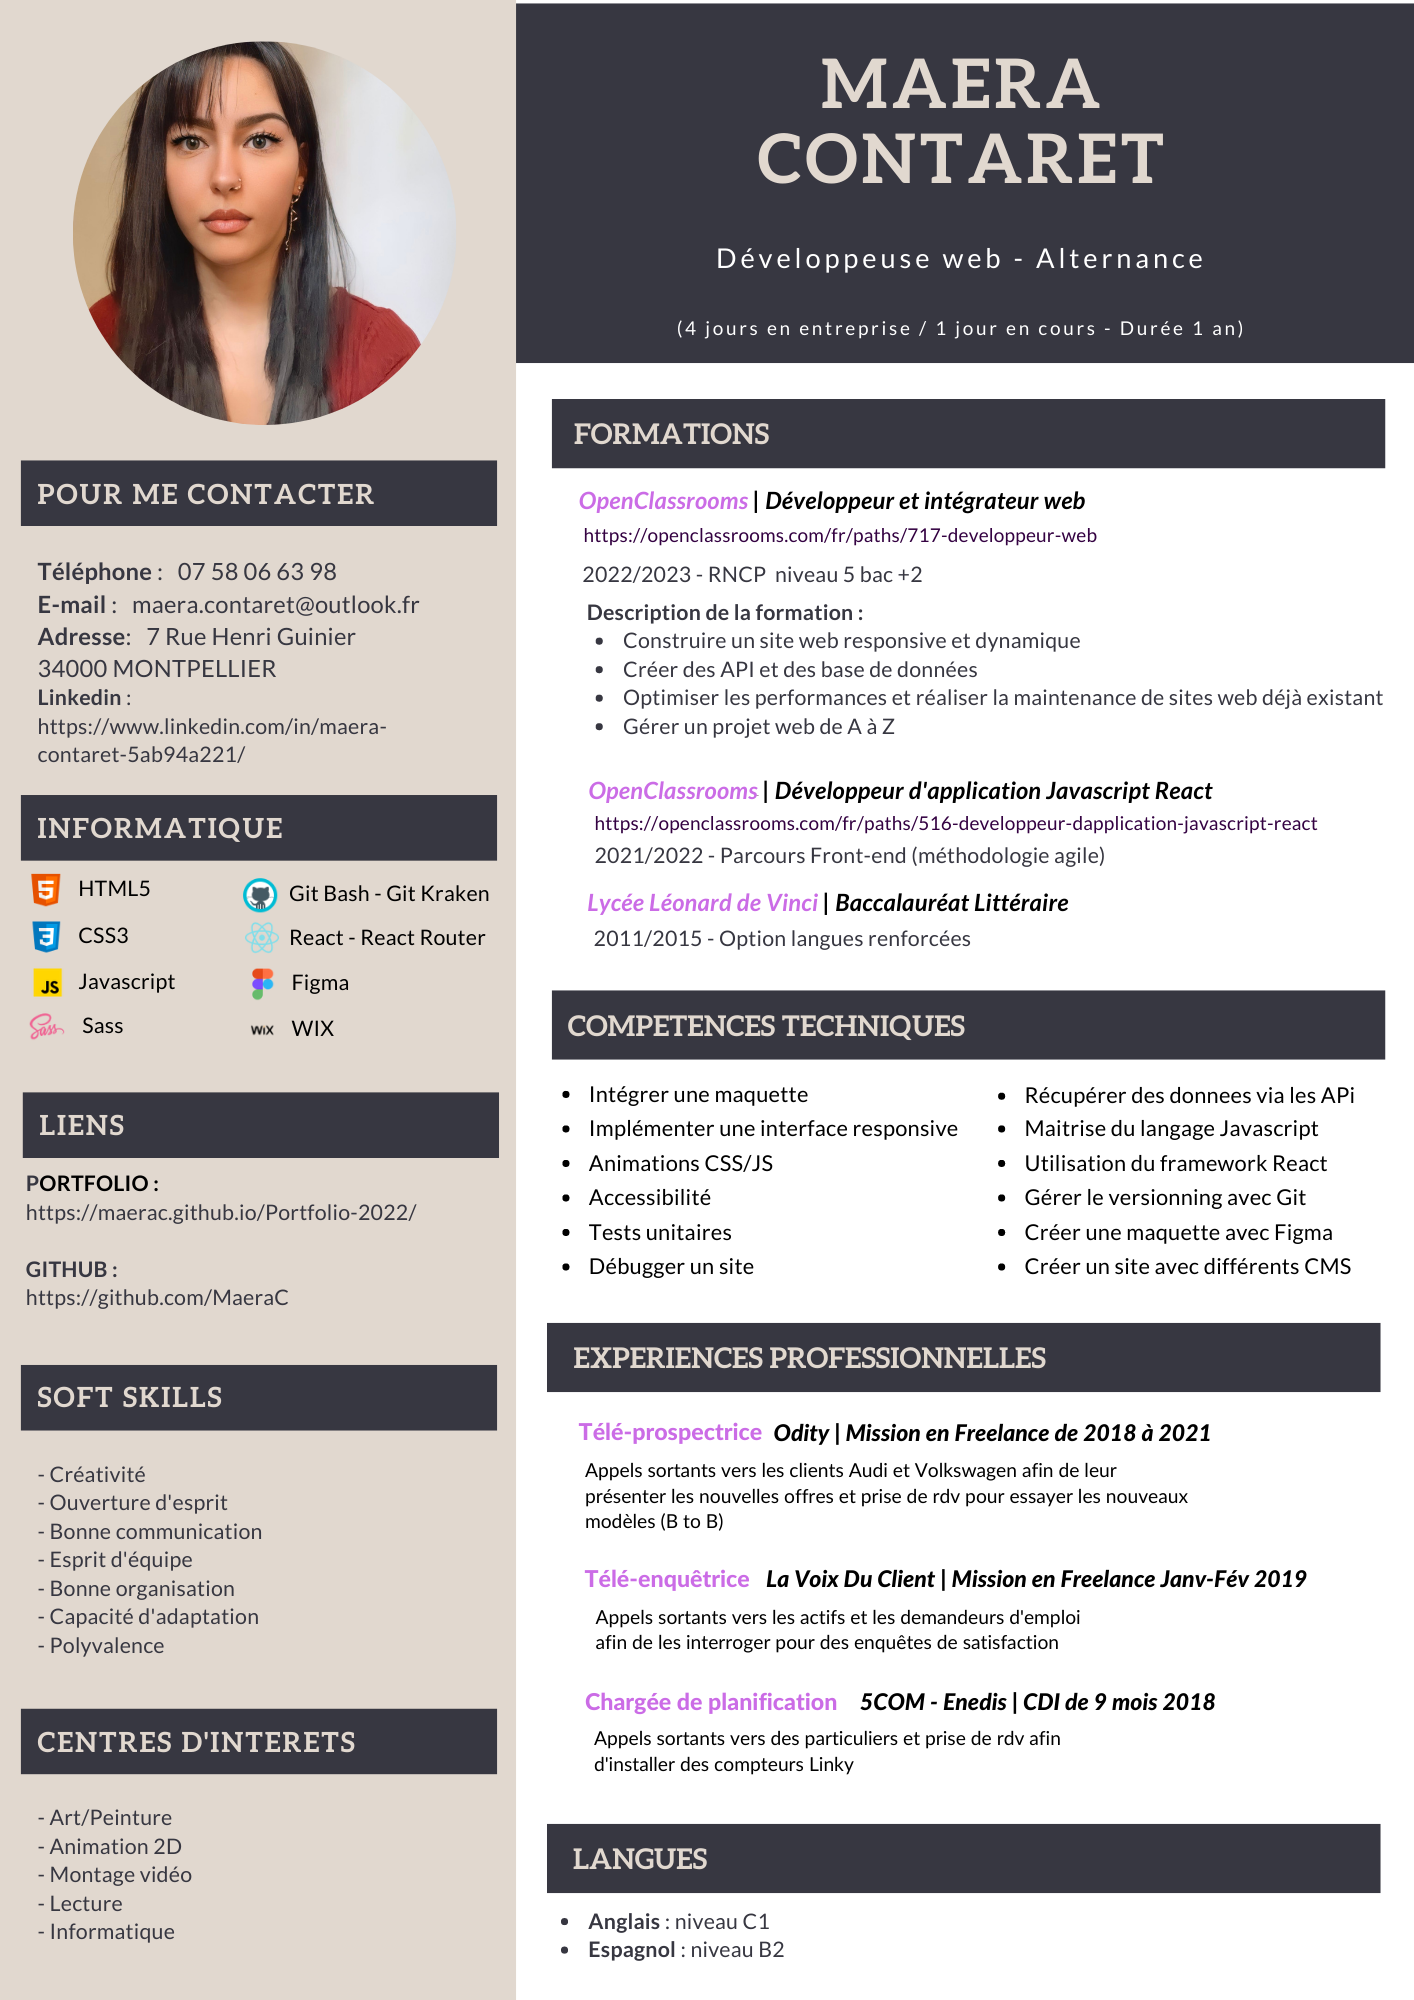 MAERA
CONTARET
Développeuse web - Alternance
(4 jours en entreprise / 1 jour en cours - Durée 1 an)
POUR ME CONTACTER
Téléphone : 07 58 06 63 98
E-mail : maera.contaret@outlook.fr
Adresse: 7 Rue Henri Guinier
34000 MONTPELLIER
Linkedin :
https://www.linkedin.com/in/maera-
contaret-5ab94a221/
INFORMATIQUE
HTML5
CSS3
JS Javascript
Sass Sass
Git Bash - Git Kraken
React - React Router
Figma
WiX WIX
LIENS
PORTFOLIO :
https://maerac.github.io/Portfolio-2022/
GITHUB :
https://github.com/MaeraC
SOFT SKILLS
- Créativité
- Ouverture d'esprit
- Bonne communication
- Esprit d'équipe
- Bonne organisation
- Capacité d'adaptation
- Polyvalence
CENTRES D'INTERETS
- Art/Peinture
- Animation 2D
- Montage vidéo
- Lecture
- Informatique
FORMATIONS
OpenClassrooms | Développeur et intégrateur web
https://openclassrooms.com/fr/paths/717-developpeur-web
2022/2023 - RNCP niveau 5 bac +2
Description de la formation :
• Construire un site web responsive et dynamique
• Créer des API et des base de données
• Optimiser les performances et réaliser la maintenance de sites web déjà existant
• Gérer un projet web de A à Z
OpenClassrooms | Développeur d'application Javascript React
https://openclassrooms.com/fr/paths/516-developpeur-dapplication-javascript-react
2021/2022 - Parcours Front-end (méthodologie agile)
Lycée Léonard de Vinci | Baccalauréat Littéraire
2011/2015 - Option langues renforcées
COMPETENCES TECHNIQUES
• Intégrer une maquette
• Implémenter une interface responsive
• Animations CSS/JS
• Accessibilité
• Tests unitaires
• Débugger un site
• Récupérer des donnees via les APi
• Maitrise du langage Javascript
• Utilisation du framework React
• Gérer le versionning avec Git
• Créer une maquette avec Figma
• Créer un site avec différents CMS
EXPERIENCES PROFESSIONNELLES
Télé-prospectrice Odity | Mission en Freelance de 2018 à 2021
Appels sortants vers les clients Audi et Volkswagen afin de leur
présenter les nouvelles offres et prise de rdv pour essayer les nouveaux
modèles (B to B)
Télé-enquêtrice La Voix Du Client | Mission en Freelance Janv-Fév 2019
Appels sortants vers les actifs et les demandeurs d'emploi
afin de les interroger pour des enquêtes de satisfaction
Chargée de planification 5COM - Enedis | CDI de 9 mois 2018
Appels sortants vers des particuliers et prise de rdv afin
d'installer des compteurs Linky
LANGUES
• Anglais : niveau C1
• Espagnol : niveau B2